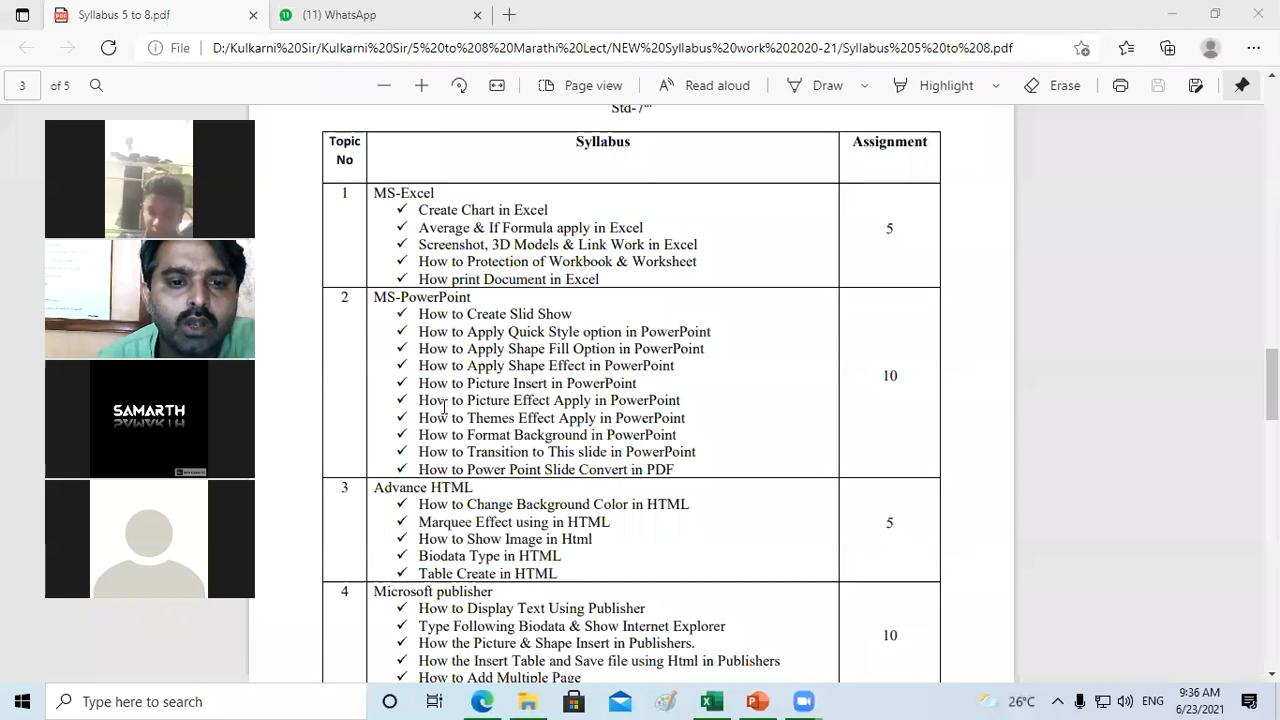 Syllabus 5 to 8.pdf
(11) WhatsApp
File
D:/Kulkarni%20Sir/Kulkarni%20Sir/5%20to%208%20Marathi%20Lect/NEW%20Syllabus%20work%202020-21/Syllabus%205%20to%208.pdf
3 of 5
Page view
Read aloud
Draw
Highlight
Erase
Topic No
Syllabus
Assignment
1
MS-Excel
✓ Create Chart in Excel
✓ Average & If Formula apply in Excel
✓ Screenshot, 3D Models & Link Work in Excel
✓ How to Protection of Workbook & Worksheet
✓ How print Document in Excel
5
2
MS-PowerPoint
✓ How to Create Slid Show
✓ How to Apply Quick Style option in PowerPoint
✓ How to Apply Shape Fill Option in PowerPoint
✓ How to Apply Shape Effect in PowerPoint
✓ How to Picture Insert in PowerPoint
✓ How to Picture Effect Apply in PowerPoint
✓ How to Themes Effect Apply in PowerPoint
✓ How to Format Background in PowerPoint
✓ How to Transition to This slide in PowerPoint
✓ How to Power Point Slide Convert in PDF
10
3
Advance HTML
✓ How to Change Background Color in HTML
✓ Marquee Effect using in HTML
✓ How to Show Image in Html
✓ Biodata Type in HTML
✓ Table Create in HTML
5
4
Microsoft publisher
✓ How to Display Text Using Publisher
✓ Type Following Biodata & Show Internet Explorer
✓ How the Picture & Shape Insert in Publishers.
✓ How the Insert Table and Save file using Html in Publishers
✓ How to Add Multiple Page
10
SAMARTH
Type here to search
26°C
ENG
9:36 AM
6/23/2021